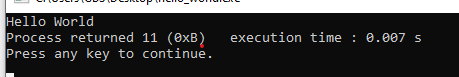 Hello World
Process returned 11 (0xB)   execution time : 0.007 s
Press any key to continue.